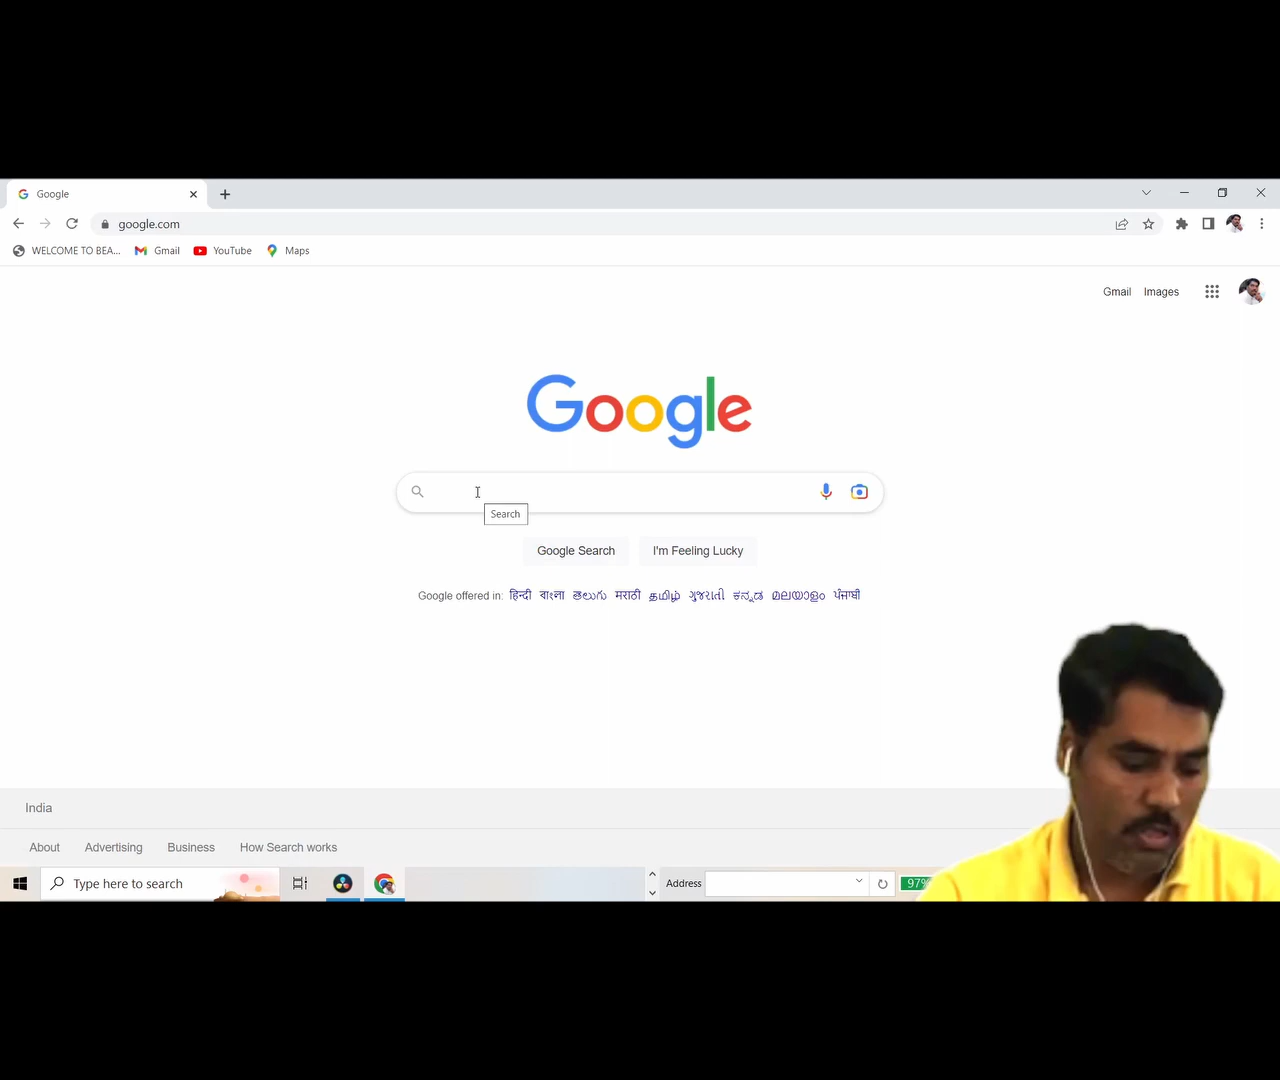 Google
google.com
WELCOME TO BEA... Gmail YouTube Maps
Gmail Images
Google
Search
Google Search I'm Feeling Lucky
Google offered in: हिन्दी বাংলা తెలుగు मराठी தமிழ் ગુજરાતી ಕನ್ನಡ മലയാളം ਪੰਜਾਬੀ
India
About Advertising Business How Search works
Type here to search Address 97%